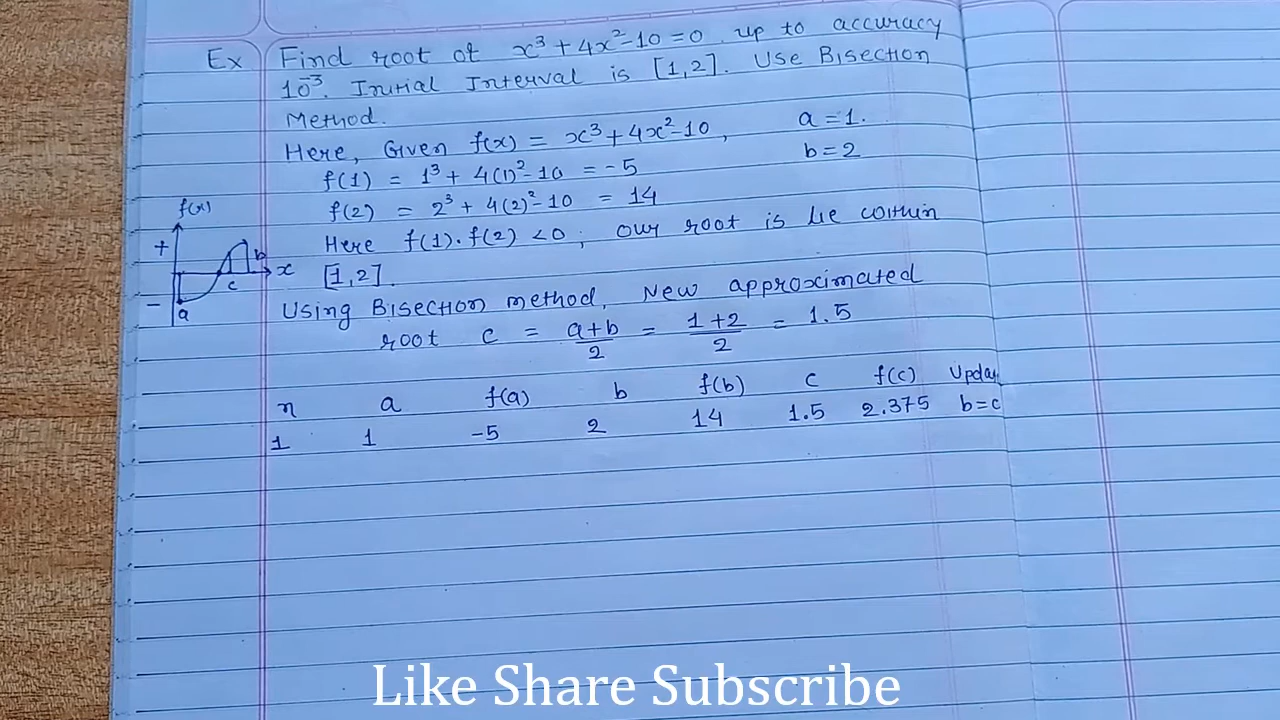 Ex Find root of x³ + 4x² - 10 = 0 up to accuracy
10⁻³. Initial Interval is [1,2]. Use Bisection
Method.
Here, Given f(x) = x³ + 4x² - 10, a = 1.
b = 2
f(1) = 1³ + 4(1)² - 10 = -5
f(2) = 2³ + 4(2)² - 10 = 14
Here f(1). f(2) < 0, our root is lie within
[1,2].
f(x)
+
b
x
c
-
a
Using Bisection method, New approximated
root c = a+b/2 = 1+2/2 = 1.5
n a f(a) b f(b) c f(c)
1 1 -5 2 14 1.5 2.375 b=c
Like Share Subscribe